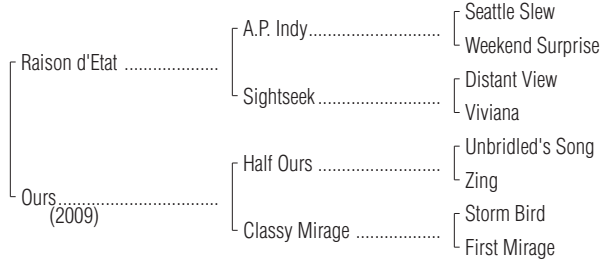 Seattle Slew
A.P. Indy
Weekend Surprise
Raison d'Etat
Distant View
Sightseek
Viviana
Unbridled's Song
Half Ours
Zing
Ours
(2009)
Storm Bird
Classy Mirage
First Mirage